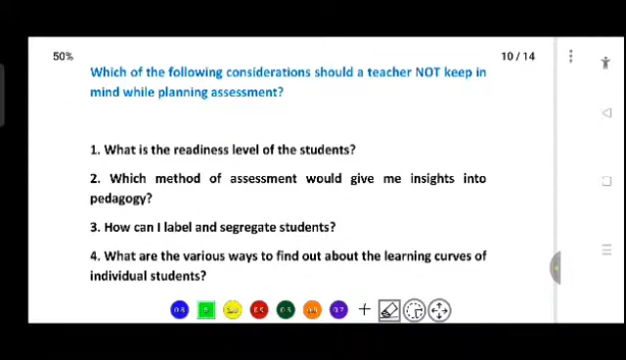 50%
10 / 14
Which of the following considerations should a teacher NOT keep in
mind while planning assessment?
1. What is the readiness level of the students?
2. Which method of assessment would give me insights into
pedagogy?
3. How can I label and segregate students?
4. What are the various ways to find out about the learning curves of
individual students?